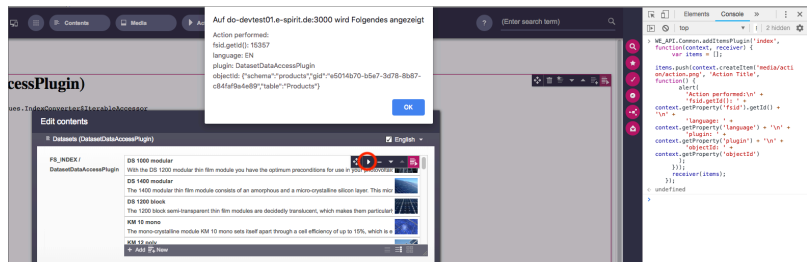 Contents
Media
Auf do-devtest01.e-spirit.de:3000 wird Folgendes angezeigt
Action performed:
fsid.getId(): 15357
language: EN
plugin: DatasetDataAccessPlugin
objectId: {"schema":"products","gid":"e5014b70-b5e7-3d78-8b87-
c84faf9a4e89","table":"Products"}
OK
?
(Enter search term)
cessPlugin)
ues.IndexConverter$IterableAccessor
Edit contents
Datasets (DatasetDataAccessPlugin)
English
FS_INDEX /
DatasetDataAccessPlugin
DS 1000 modular
With the DS 1200 modular thin film module you have the optimum preconditions for use in your photovoltaic
DS 1400 modular
The 1400 modular thin film module consists of an amorphous and a micro-crystalline silicon layer. This micr
DS 1200 block
The 1200 block semi-transparent thin film modules are decidedly translucent, which makes them particularl
KM 10 mono
The mono-crystalline module KM 10 mono sets itself apart through a cell efficiency of up to 15%, which is e
KM 12 poly
+ Add
New
Elements
Console
»
top
2 hidden
> WE_API.Common.addItemsPlugin('index',
function(context, receiver) {
var items = [];
items.push(context.createItem('media/acti
on/action.png', 'Action Title',
function() {
alert(
'Action performed:\n' +
'fsid.getId(): ' +
context.getProperty('fsid').getId() +
'\n' +
'language: ' +
context.getProperty('language') + '\n' +
'plugin: ' +
context.getProperty('plugin') + '\n' +
'objectId: ' +
context.getProperty('objectId')
);
}));
receiver(items);
});
undefined